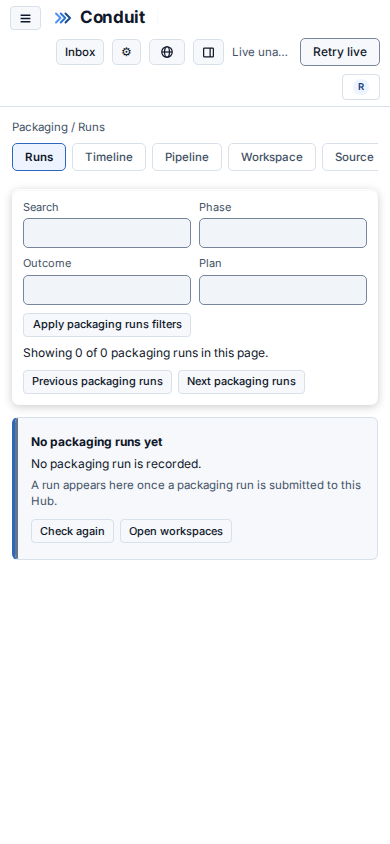 Conduit
Inbox
Live una...
Retry live
R
Packaging / Runs
Runs
Timeline
Pipeline
Workspace
Source
Search
Phase
Outcome
Plan
Apply packaging runs filters
Showing 0 of 0 packaging runs in this page.
Previous packaging runs
Next packaging runs
No packaging runs yet
No packaging run is recorded.
A run appears here once a packaging run is submitted to this
Hub.
Check again
Open workspaces